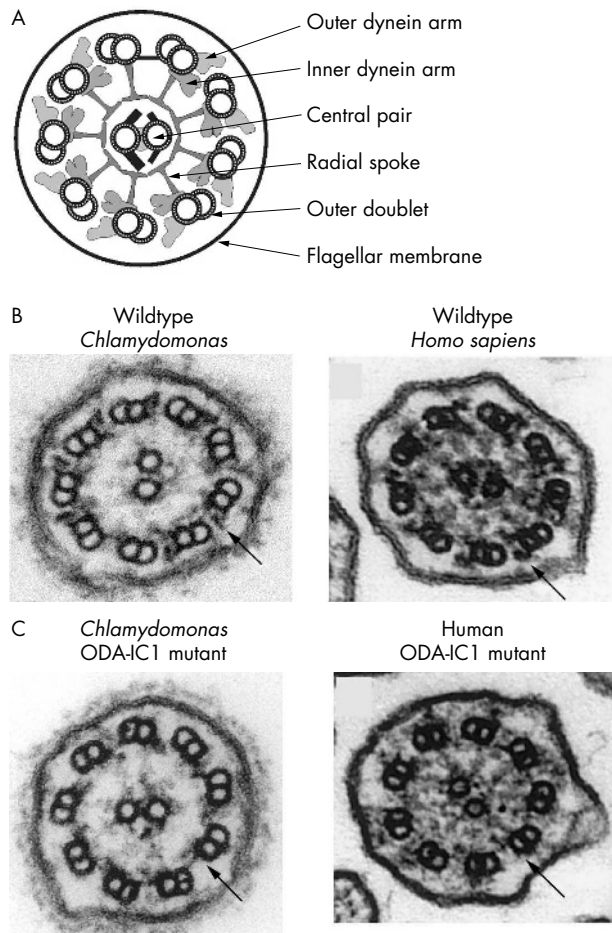 A
Outer dynein arm
Inner dynein arm
Central pair
Radial spoke
Outer doublet
Flagellar membrane
B
Wildtype
Chlamydomonas
Wildtype
Homo sapiens
C
Chlamydomonas
ODA-IC1 mutant
Human
ODA-IC1 mutant